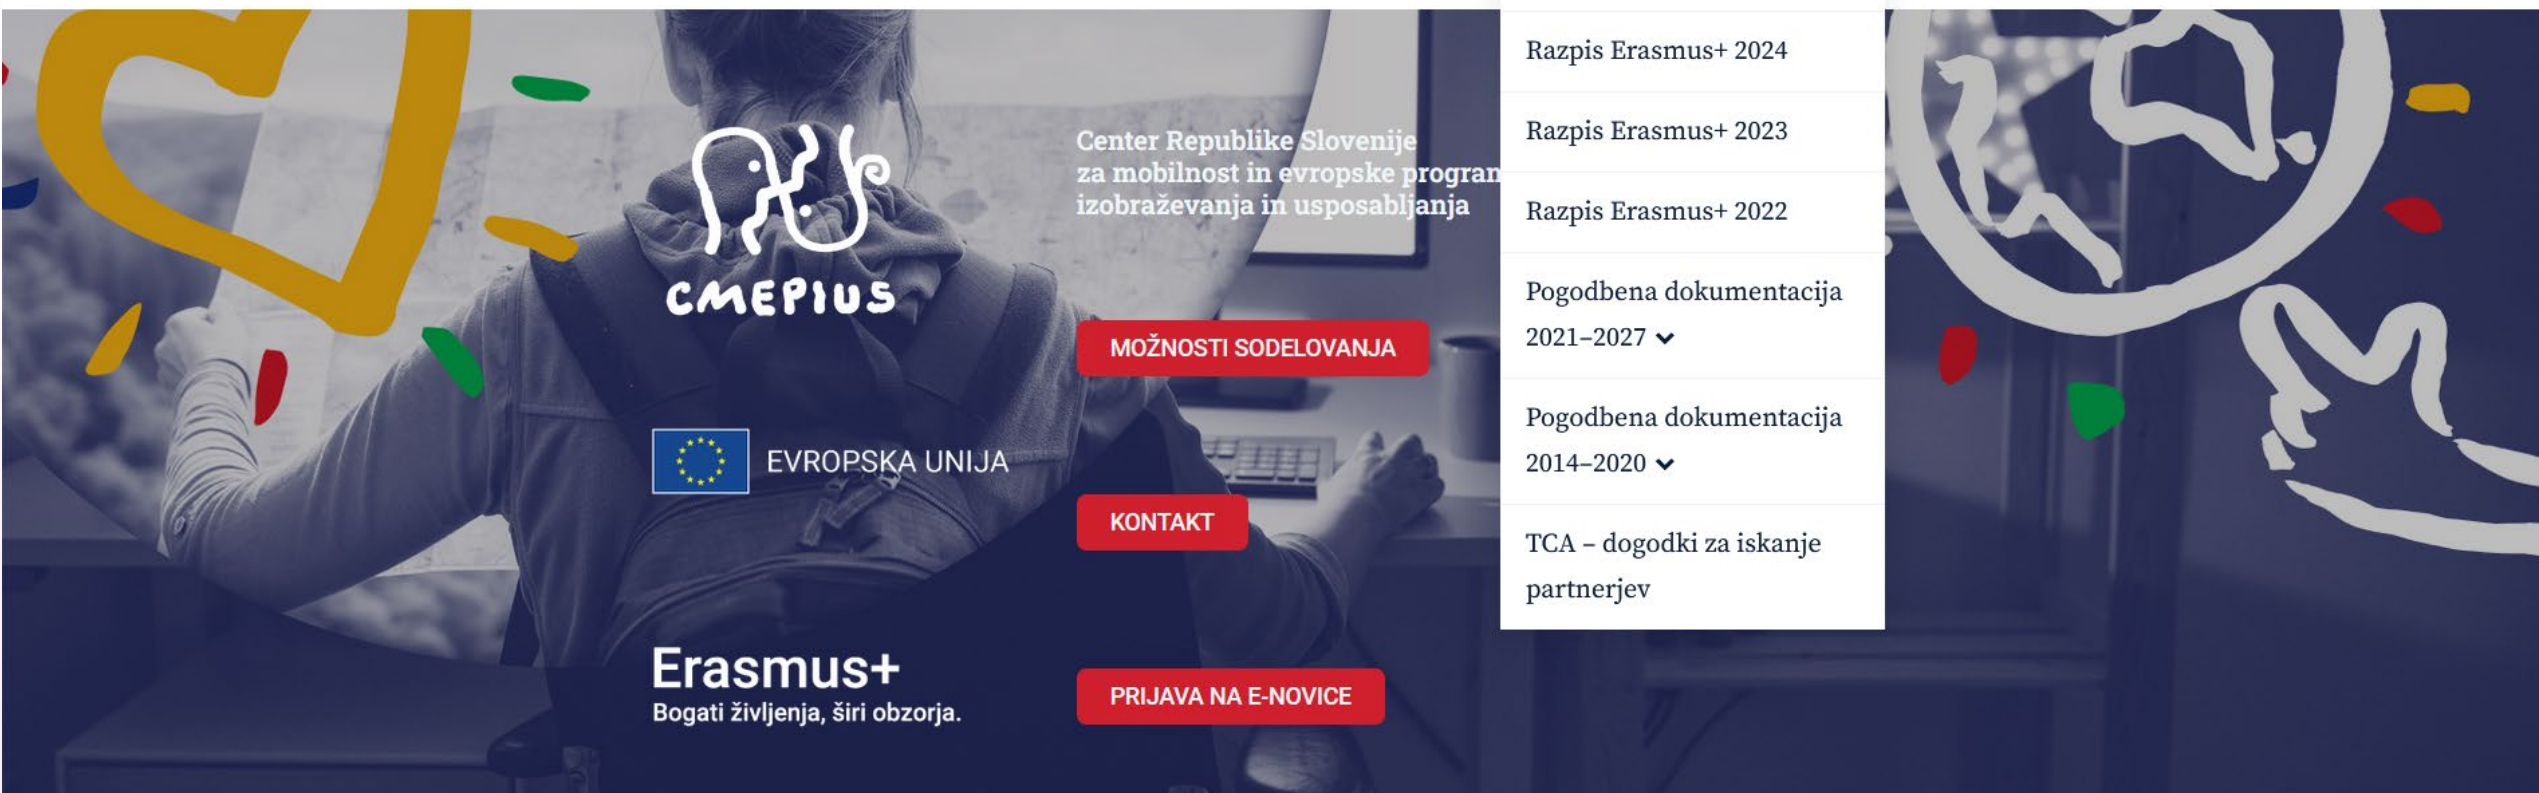 CMEPIUS
EVROPSKA UNIJA
Erasmus+
Bogati življenja, širi obzorja.
Center Republike Slovenije
za mobilnost in evropske
izobraževanja in usposabljanja
MOŽNOSTI SODELOVANJA
KONTAKT
PRIJAVA NA E-NOVICE
Razpis Erasmus+ 2024
Razpis Erasmus+ 2023
Razpis Erasmus+ 2022
Pogodbena dokumentacija
2021–2027
Pogodbena dokumentacija
2014–2020
TCA – dogodki za iskanje
partnerjev